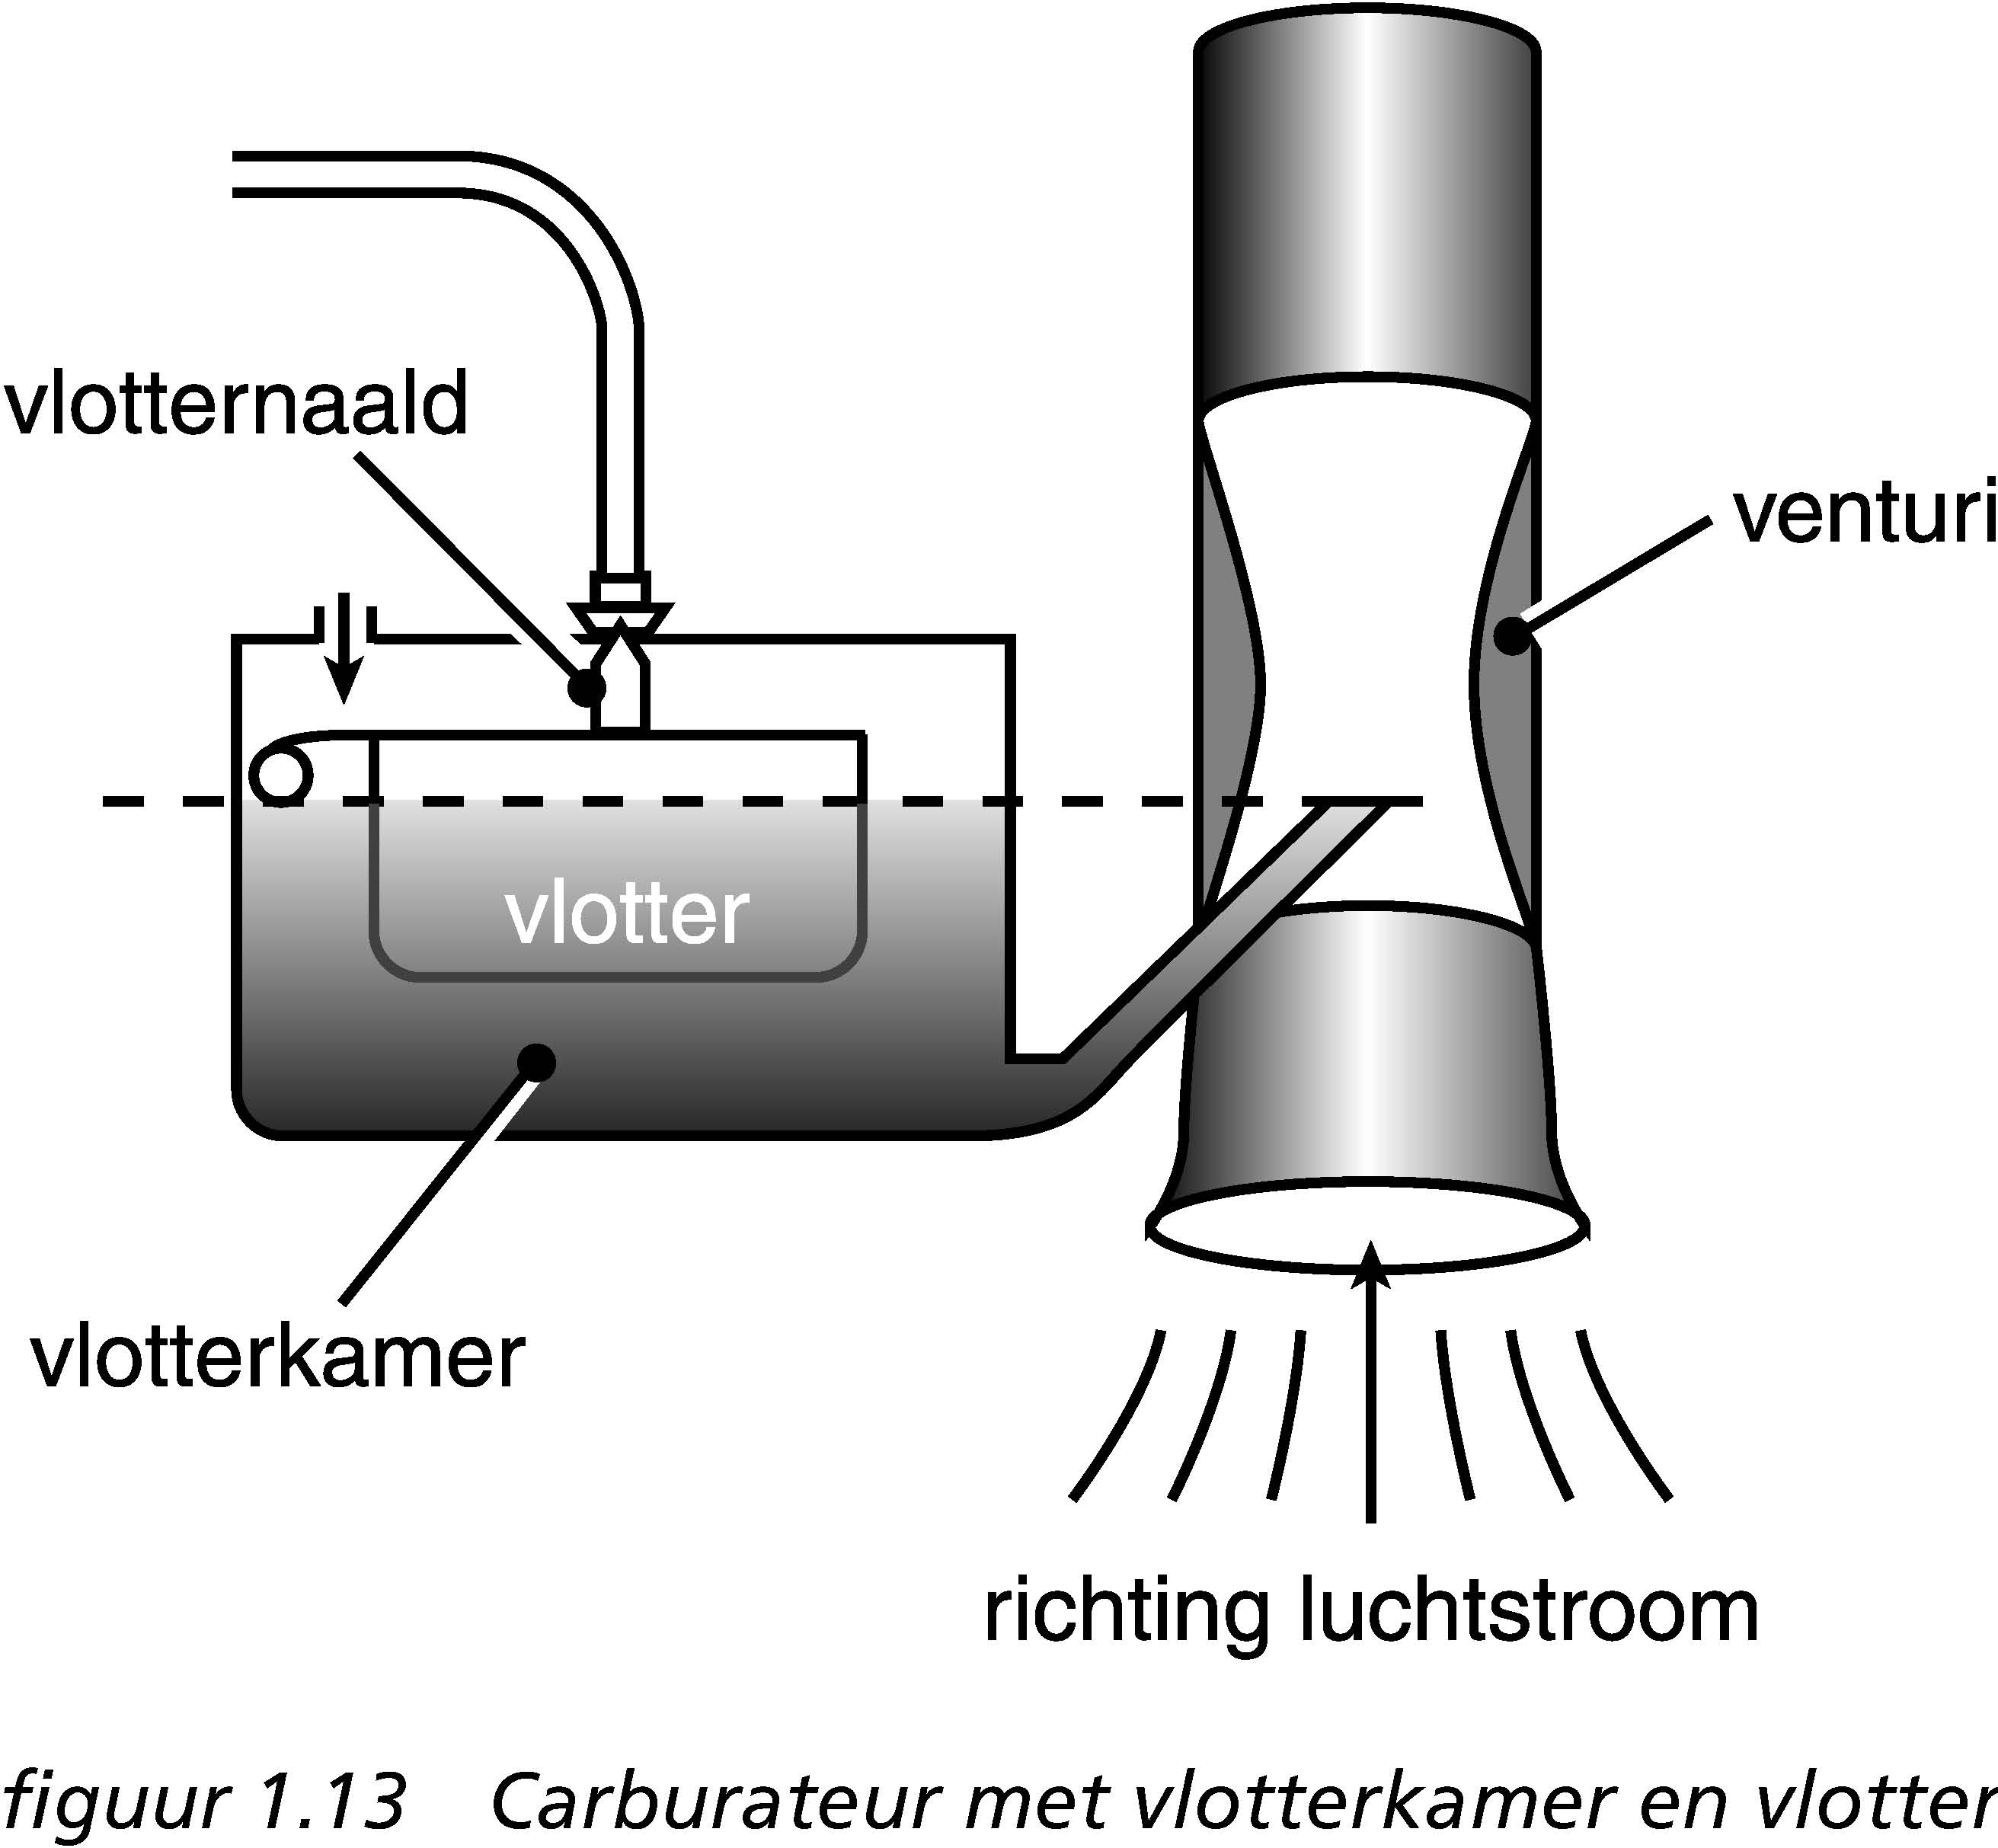 vlotternaald
venturi
vlotter
vlotterkamer
richting luchtstroom
figuur 1.13 Carburateur met vlotterkamer en vlotter